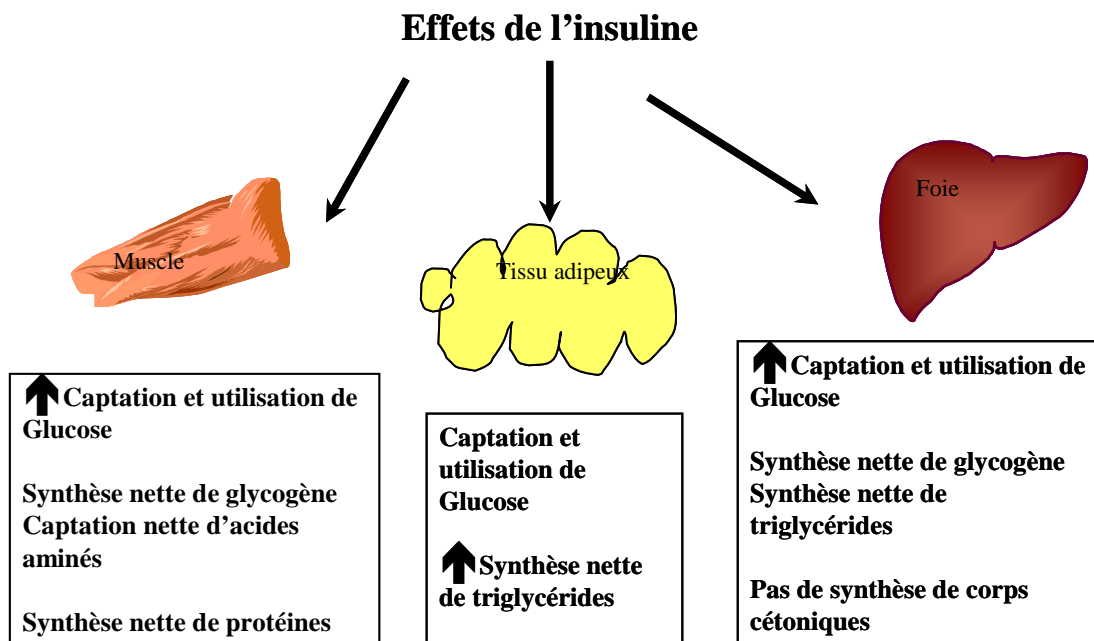 Effets de l’insuline
Muscle
Tissu adipeux
Foie
Captation et utilisation de
Glucose
Synthèse nette de glycogène
Captation nette d’acides
aminés
Synthèse nette de protéines
Captation et
utilisation de
Glucose
Synthèse nette
de triglycérides
Captation et utilisation de
Glucose
Synthèse nette de glycogène
Synthèse nette de
triglycérides
Pas de synthèse de corps
cétoniques